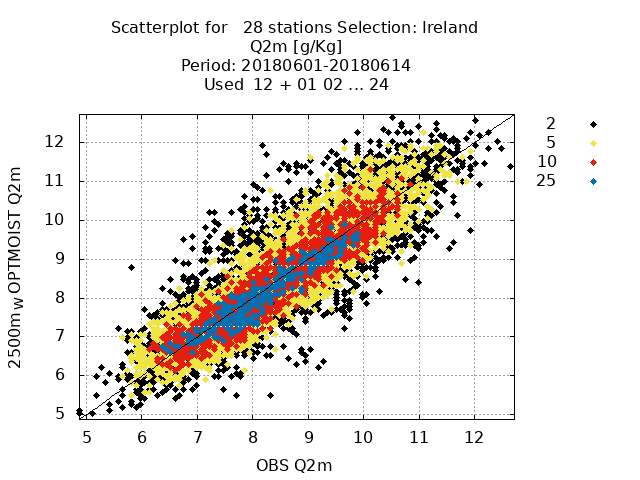 Scatterplot for 28 stations Selection: Ireland
Q2m [g/Kg]
Period: 20180601-20180614
Used 12 + 01 02 ... 24
2
5
10
25
2500m_W OPTMOIST Q2m
12
11
10
9
8
7
6
5
5 6 7 8 9 10 11 12
OBS Q2m